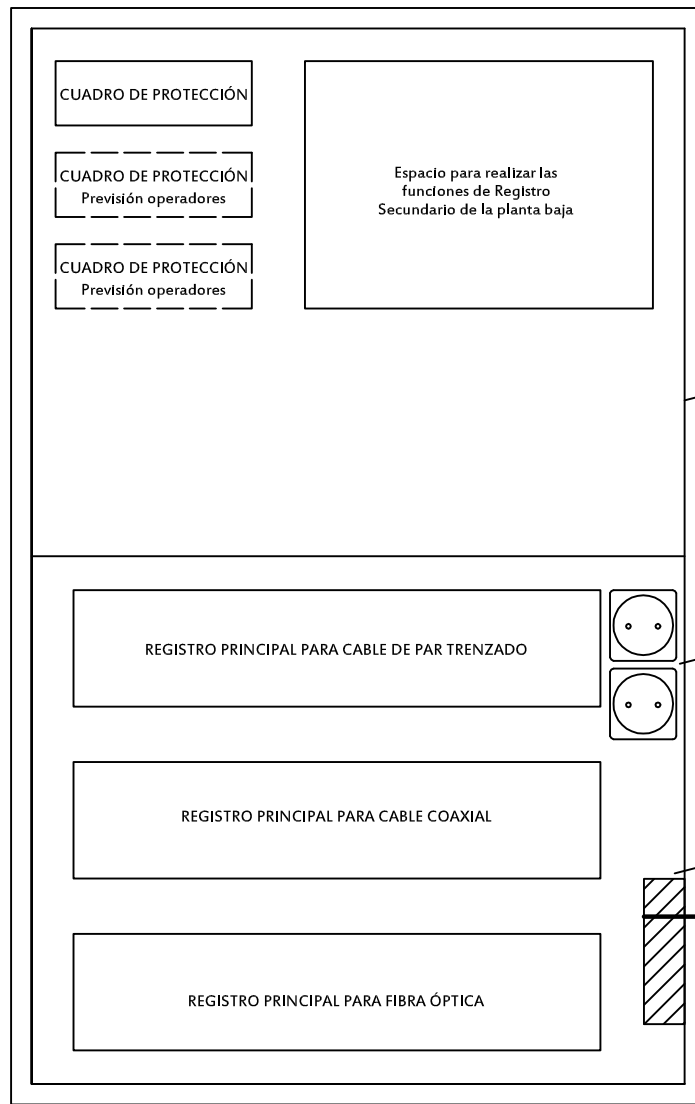 CUADRO DE PROTECCIÓN
CUADRO DE PROTECCIÓN
Previsión operadores
CUADRO DE PROTECCIÓN
Previsión operadores
Espacio para realizar las
funciones de Registro
Secundario de la planta baja
REGISTRO PRINCIPAL PARA CABLE DE PAR TRENZADO
REGISTRO PRINCIPAL PARA CABLE COAXIAL
REGISTRO PRINCIPAL PARA FIBRA ÓPTICA